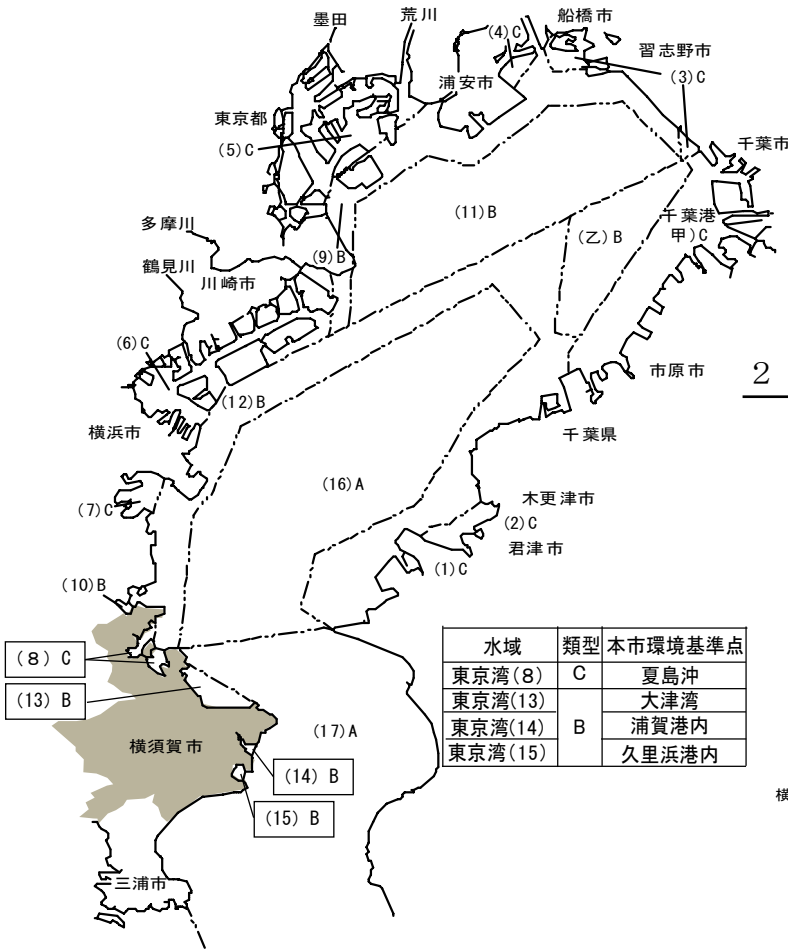 墨田
荒川
船橋市
(4)C
習志野市
浦安市
(3)C
東京都
(5)C
千葉市
(11)B
千葉港
甲)C
多摩川
(乙)B
(9)B
鶴見川
川崎市
(6)C
市原市
2
(12)B
千葉県
横浜市
(16)A
木更津市
(7)C
(2)C
君津市
(1)C
(10)B
(8) C
(13) B
水域 類型 本市環境基準点
東京湾(8) C 夏島沖
東京湾(13) B 大津湾
東京湾(14) 浦賀港内
東京湾(15) 久里浜港内
(17)A
横須賀市
(14) B
横
(15) B
三浦市